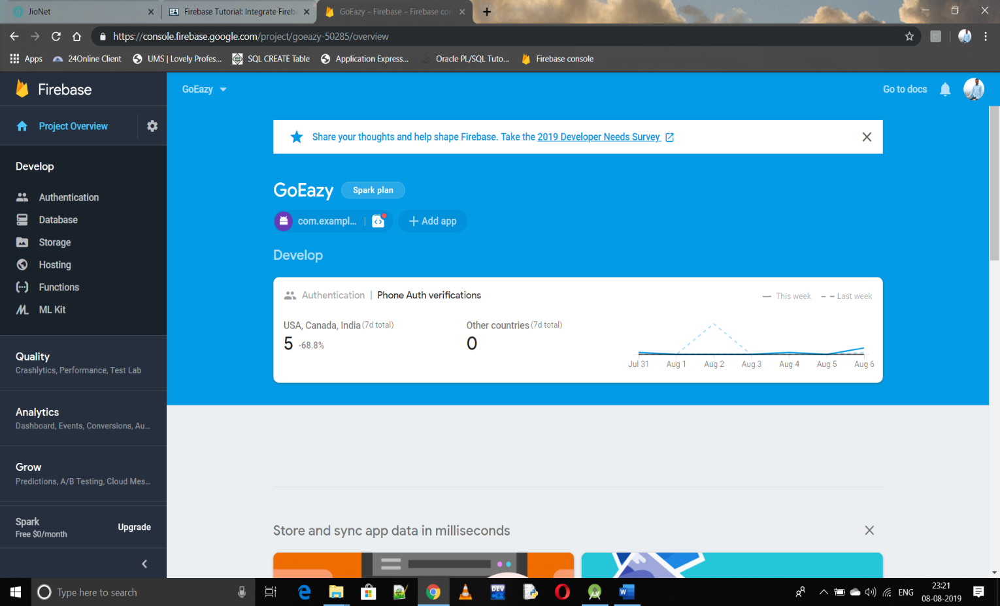 JioNet
Firebase Tutorial: Integrate Fireba
GoEazy – Firebase – Firebase con
https://console.firebase.google.com/project/goeazy-50285/overview
Apps
24Online Client
UMS | Lovely Profes...
SQL CREATE Table
Application Express...
Oracle PL/SQL Tuto...
Firebase console
Firebase
GoEazy
Go to docs
Project Overview
Share your thoughts and help shape Firebase. Take the 2019 Developer Needs Survey
Develop
Authentication
Database
Storage
Hosting
Functions
ML Kit
Quality
Crashlytics, Performance, Test Lab
Analytics
Dashboard, Events, Conversions, Au...
Grow
Predictions, A/B Testing, Cloud Mes...
Spark
Free $0/month
Upgrade
GoEazy
Spark plan
com.exampl...
+ Add app
Develop
Authentication | Phone Auth verifications
This week
Last week
USA, Canada, India (7d total)
5 -68.8%
Other countries (7d total)
0
Jul 31
Aug 1
Aug 2
Aug 3
Aug 4
Aug 5
Aug 6
Store and sync app data in milliseconds
Type here to search
DEV
ENG
23:21
08-08-2019